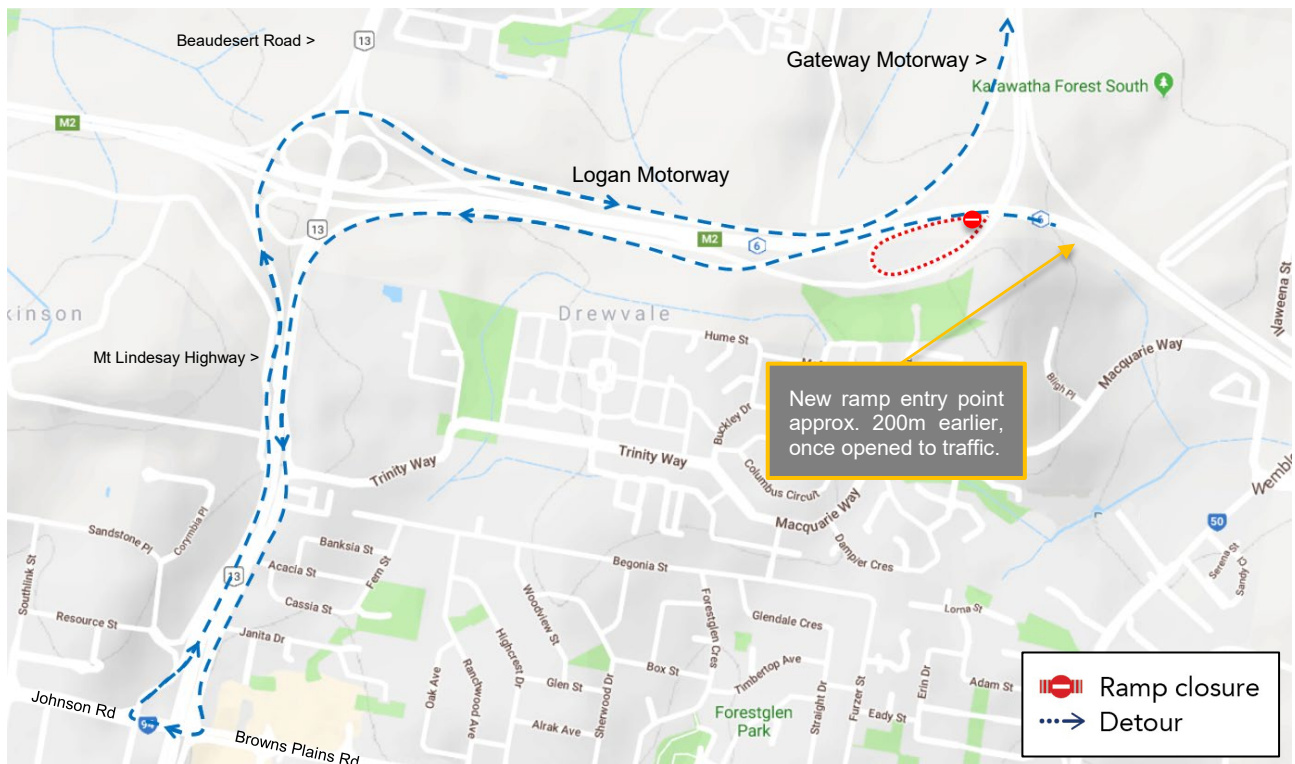 Beaudesert Road >
13
Gateway Motorway >
Karawatha Forest South
M2
Logan Motorway
13
M2
6
6
kinson
Drewvale
Naweena St
Mt Lindesay Highway >
Hume St
Macquarie Way
Bligh Pl
New ramp entry point
approx. 200m earlier,
once opened to traffic.
Buckley Dr
Trinity Way
Trinity Way
Columbus Circuit
Macquarie Way
Wemble
50
Sandstone Pl
Corymbia Pl
Banksia St
Dampier Cres
Begonia St
Serena St
Sandy Ct
Southlink St
13
Acacia St
Fern St
Cassia St
Woodview St
Forestglen Cres
Glendale Cres
Lorna St
Resource St
Janita Dr
Highcrest Dr
Oak Ave
Ranchwood Ave
Glen St
Sherwood Dr
Box St
Timbertop Ave
Straight Dr
Furzer St
Erin Dr
Adam St
Johnson Rd
Browns Plains Rd
Alrak Ave
Forestglen
Park
Eady St
Ramp closure
Detour